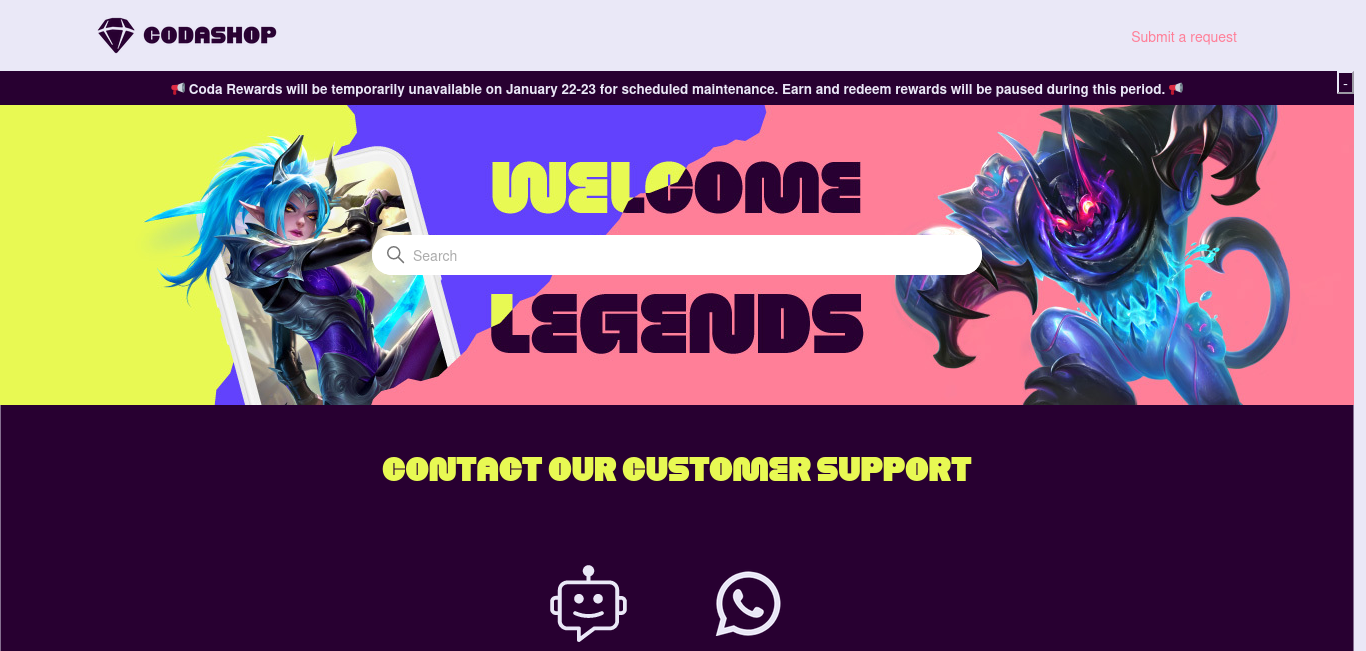 CODASHOP
Submit a request
📢 Coda Rewards will be temporarily unavailable on January 22-23 for scheduled maintenance. Earn and redeem rewards will be paused during this period. 📢
-
WELCOME
Search
LEGENDS
CONTACT OUR CUSTOMER SUPPORT